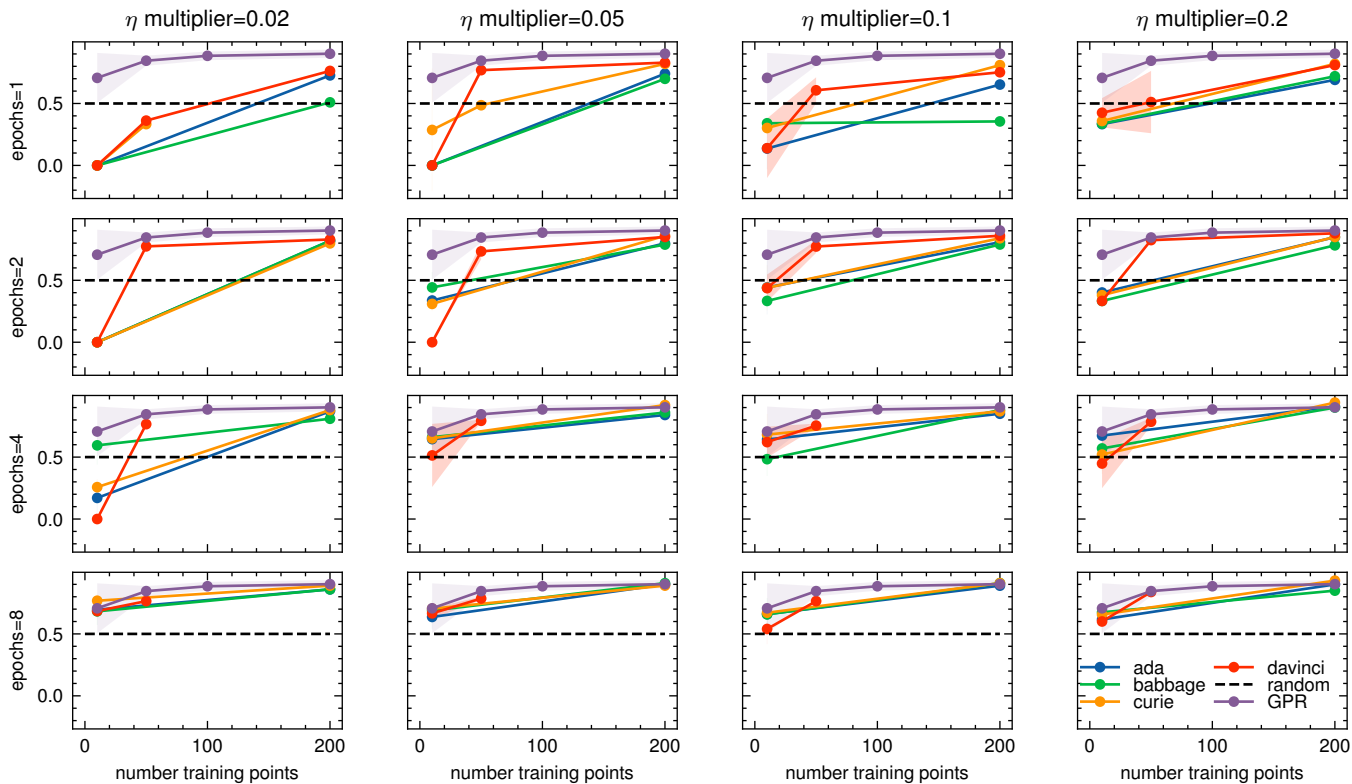 η multiplier=0.02
η multiplier=0.05
η multiplier=0.1
η multiplier=0.2
epochs=1
0.5
0.0
epochs=2
0.5
0.0
epochs=4
0.5
0.0
epochs=8
0.5
0.0
ada
babbage
curie
davinci
random
GPR
0 100 200
0 100 200
0 100 200
0 100 200
number training points
number training points
number training points
number training points